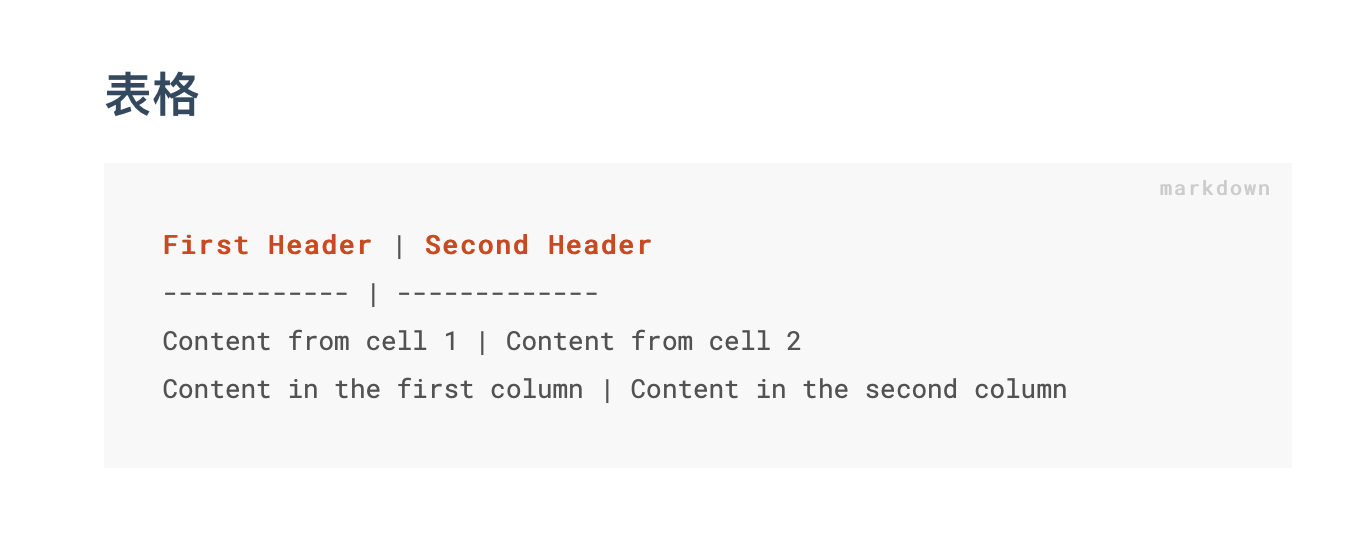 表格
markdown
First Header | Second Header
------------ | -------------
Content from cell 1 | Content from cell 2
Content in the first column | Content in the second column